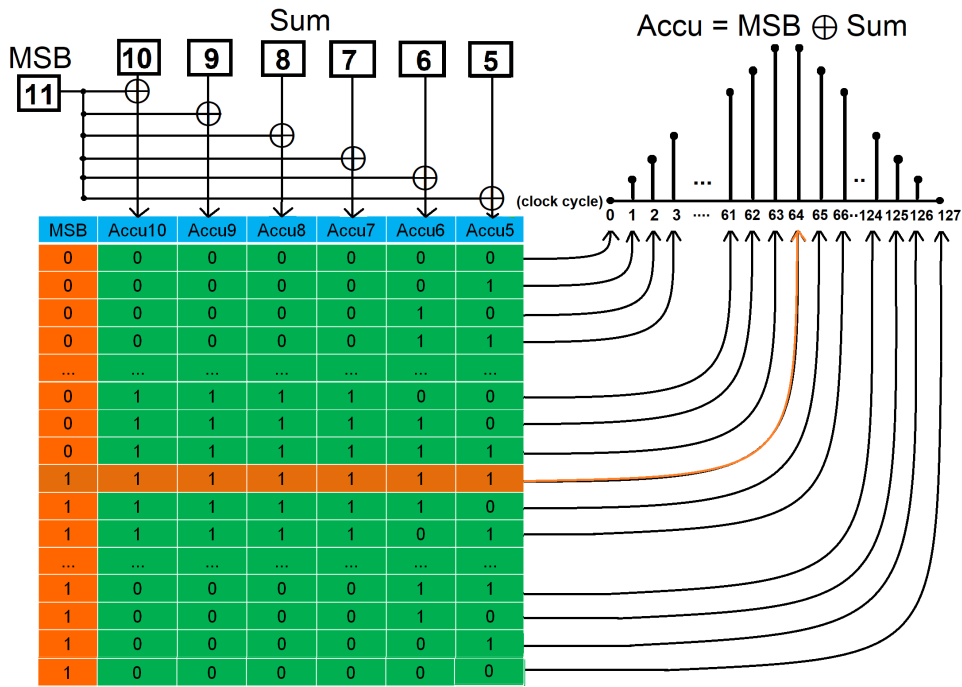 Sum
Accu = MSB ⊕ Sum
MSB
10 9 8 7 6 5
11
(clock cycle)
0 1 2 3 .... 61 62 63 64 65 66..124 125 126 127
... ..
MSB Accu10 Accu9 Accu8 Accu7 Accu6 Accu5
0 0 0 0 0 0 0
0 0 0 0 0 0 1
0 0 0 0 0 1 0
0 0 0 0 0 1 1
... ... ... ... ... ... ...
0 1 1 1 1 0 0
0 1 1 1 1 1 0
0 1 1 1 1 1 1
1 1 1 1 1 1 1
1 1 1 1 1 1 0
1 1 1 1 1 0 1
... ... ... ... ... ... ...
1 0 0 0 0 1 1
1 0 0 0 0 1 0
1 0 0 0 0 0 1
1 0 0 0 0 0 0